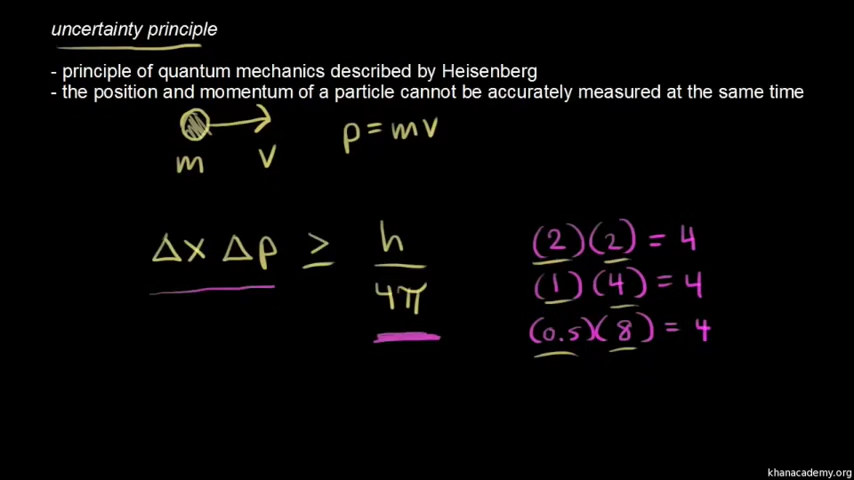 uncertainty principle
- principle of quantum mechanics described by Heisenberg
- the position and momentum of a particle cannot be accurately measured at the same time
m v p = mv
Δx Δp ≥ h / 4π
(2)(2) = 4
(1)(4) = 4
(0.5)(8) = 4
khanacademy.org